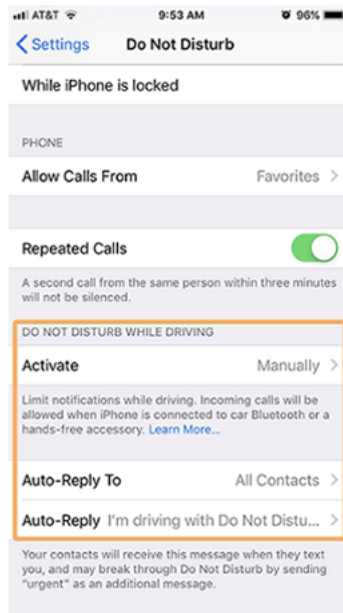 AT&T 9:53 AM 96%
Settings Do Not Disturb
While iPhone is locked
PHONE
Allow Calls From Favorites
Repeated Calls
A second call from the same person within three minutes
will not be silenced.
DO NOT DISTURB WHILE DRIVING
Activate Manually
Limit notifications while driving. Incoming calls will be
allowed when iPhone is connected to car Bluetooth or a
hands-free accessory. Learn More...
Auto-Reply To All Contacts
Auto-Reply I'm driving with Do Not Distu...
Your contacts will receive this message when they text
you, and may break through Do Not Disturb by sending
"urgent" as an additional message.